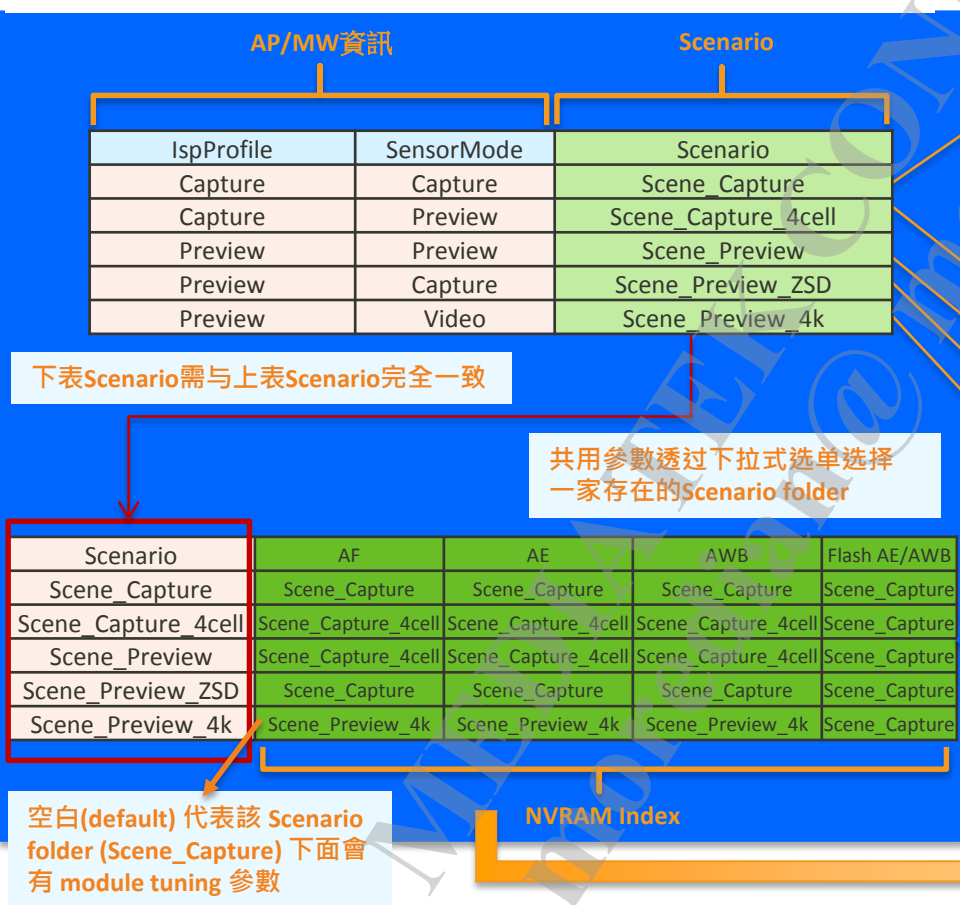 AP/MW資訊
Scenario
IspProfile SensorMode Scenario
Capture Capture Scene_Capture
Capture Preview Scene_Capture_4cell
Preview Preview Scene_Preview
Preview Capture Scene_Preview_ZSD
Preview Video Scene_Preview_4k
下表Scenario需与上表Scenario完全一致
共用参數透过下拉式选单选择
一家存在的Scenario folder
Scenario AF AE AWB Flash AE/AWB
Scene_Capture Scene_Capture Scene_Capture Scene_Capture Scene_Capture
Scene_Capture_4cell Scene_Capture_4cell Scene_Capture_4cell Scene_Capture_4cell Scene_Capture
Scene_Preview Scene_Capture_4cell Scene_Capture_4cell Scene_Capture_4cell Scene_Capture
Scene_Preview_ZSD Scene_Capture Scene_Capture Scene_Capture Scene_Capture
Scene_Preview_4k Scene_Preview_4k Scene_Preview_4k Scene_Preview_4k Scene_Capture
空白(default) 代表該 Scenario
folder (Scene_Capture) 下面會
有 module tuning 參數
NVRAM Index
MEDIATEK CON